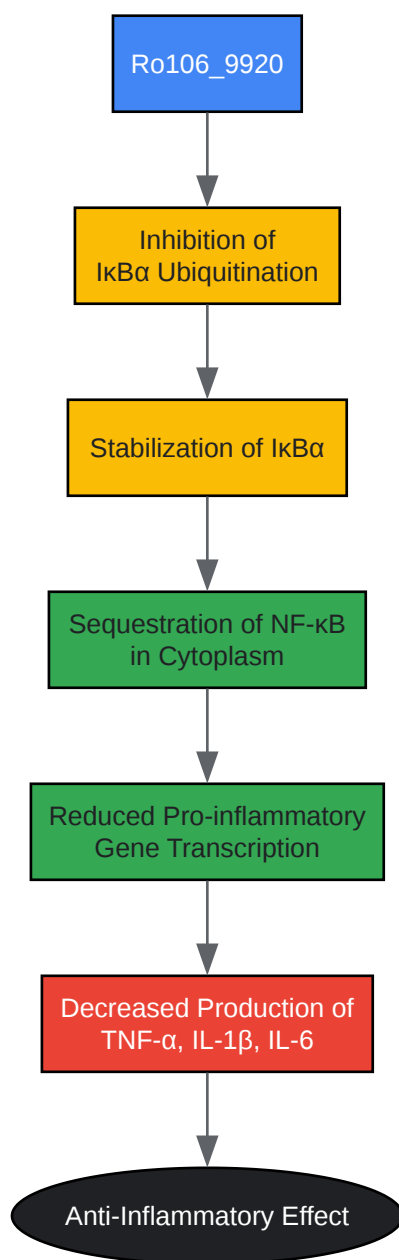 Ro106_9920
Inhibition of
IκBα Ubiquitination
Stabilization of IκBα
Sequestration of NF-κB
in Cytoplasm
Reduced Pro-inflammatory
Gene Transcription
Decreased Production of
TNF-α, IL-1β, IL-6
Anti-Inflammatory Effect